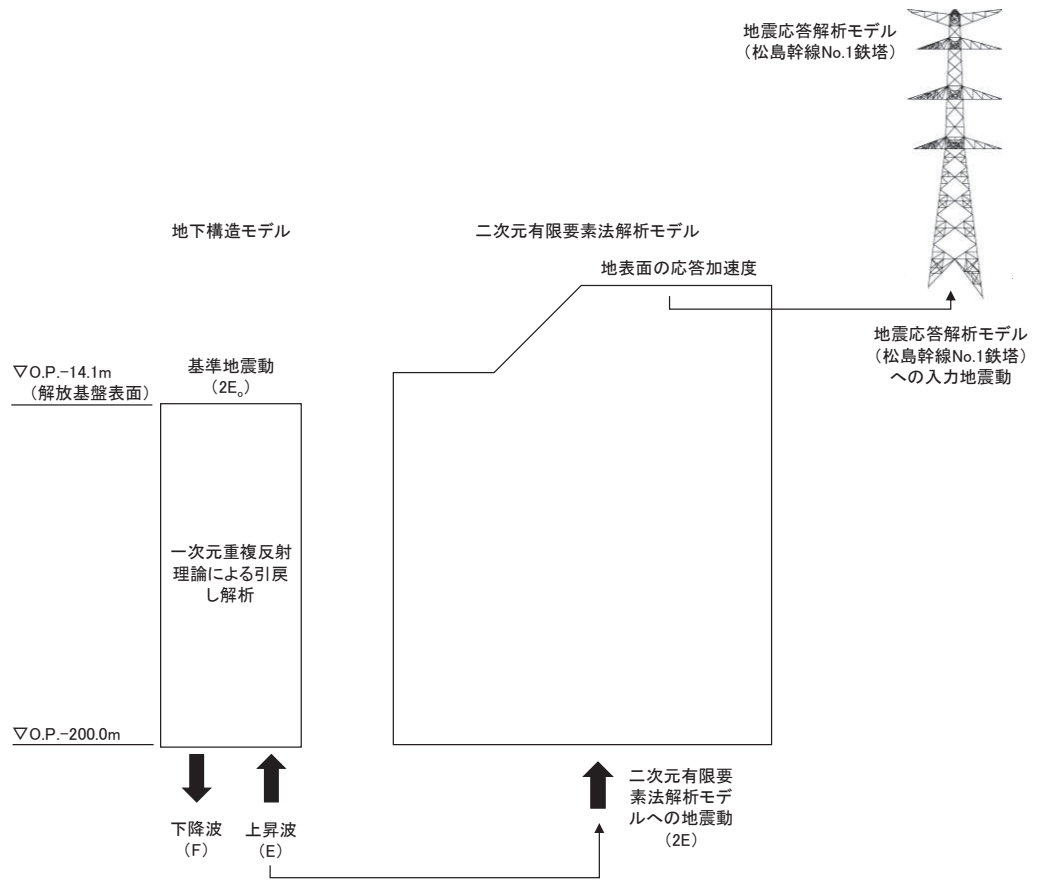 地震応答解析モデル
(松島幹線No.1鉄塔)
地下構造モデル
二次元有限要素法解析モデル
地表面の応答加速度
地震応答解析モデル
(松島幹線No.1鉄塔)
への入力地震動
▽O.P.-14.1m
(解放基盤表面)
基準地震動
(2E₀)
一次元重複反射
理論による引戻
し解析
▽O.P.-200.0m
下降波
(F)
上昇波
(E)
二次元有限要
素法解析モデ
ルへの地震動
(2E)